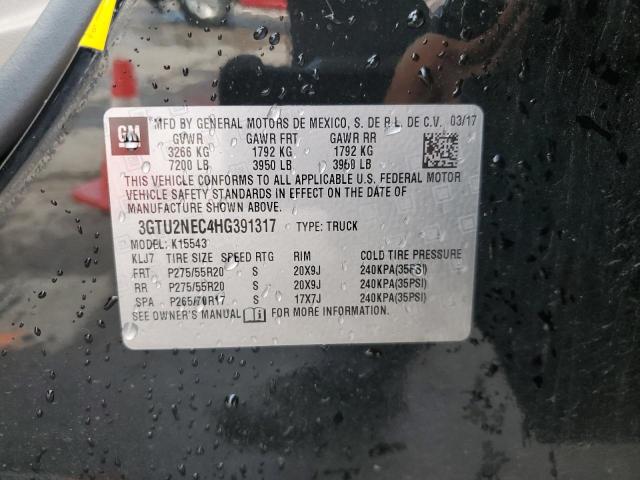 GM *MFD BY GENERAL MOTORS DE MEXICO, S. DE R.L. DE C.V. 03/17
GVWR GAWR FRT GAWR RR
3266 KG 1792 KG 1792 KG
7200 LB 3950 LB 3950 LB
THIS VEHICLE CONFORMS TO ALL APPLICABLE U.S. FEDERAL MOTOR
VEHICLE SAFETY STANDARDS IN EFFECT ON THE DATE OF
MANUFACTURE SHOWN ABOVE.
3GTU2NEC4HG391317 TYPE: TRUCK
MODEL: K15543
KLJ7 TIRE SIZE SPEED RTG RIM COLD TIRE PRESSURE
FRT P275/55R20 S 20X9J 240KPA(35PSI)
RR P275/55R20 S 20X9J 240KPA(35PSI)
SPA P265/70R17 S 17X7J 240KPA(35PSI)
SEE OWNER'S MANUAL FOR MORE INFORMATION.